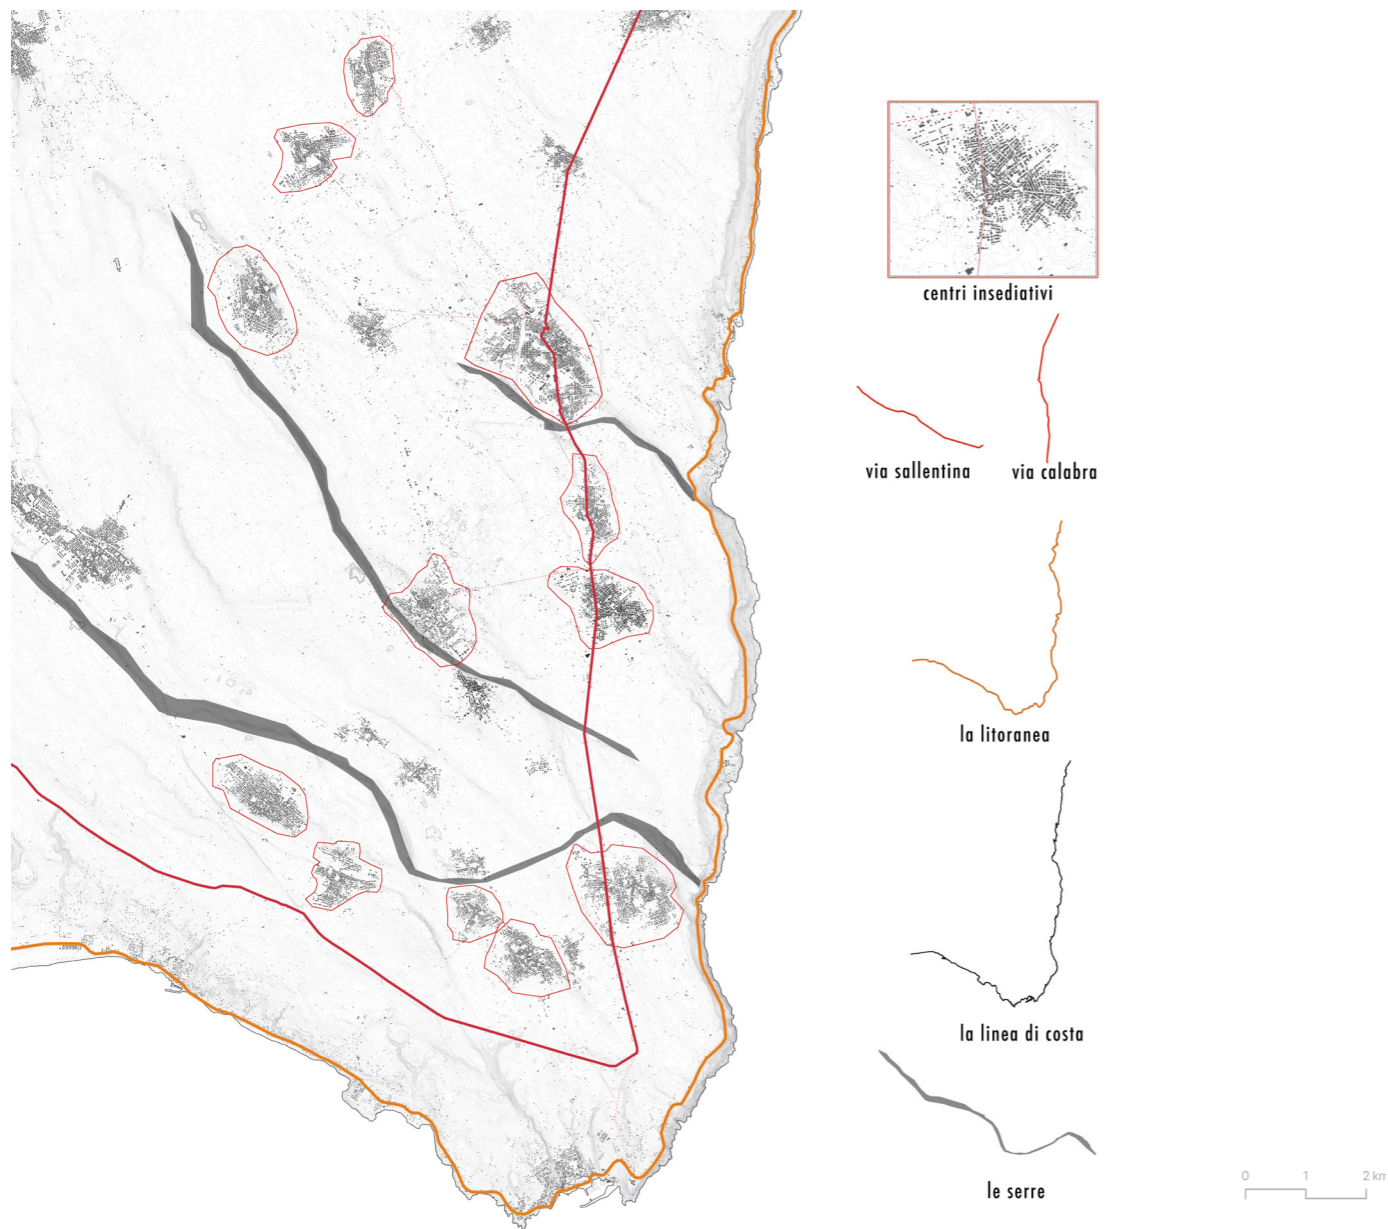 centri insediativi
via sallentina
via calabra
la litoranea
la linea di costa
le serre
0 1 2 km